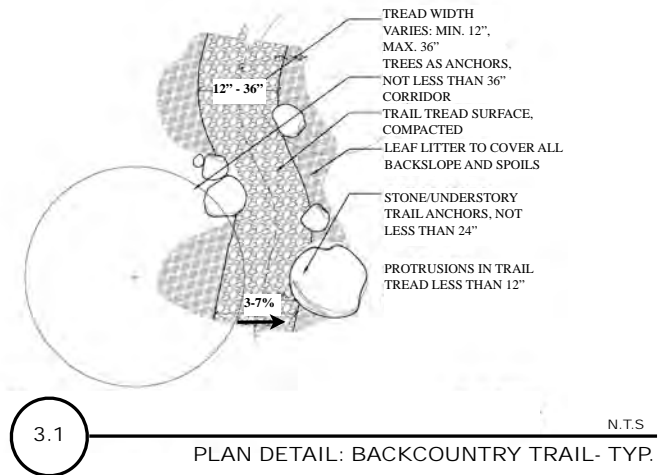 TREAD WIDTH
VARIES: MIN. 12”,
MAX. 36”
TREES AS ANCHORS,
NOT LESS THAN 36”
CORRIDOR
TRAIL TREAD SURFACE,
COMPACTED
LEAF LITTER TO COVER ALL
BACKSLOPE AND SPOILS
STONE/UNDERSTORY
TRAIL ANCHORS, NOT
LESS THAN 24”
PROTRUSIONS IN TRAIL
TREAD LESS THAN 12”
12” - 36”
3-7%
3.1
N.T.S
PLAN DETAIL: BACKCOUNTRY TRAIL- TYP.